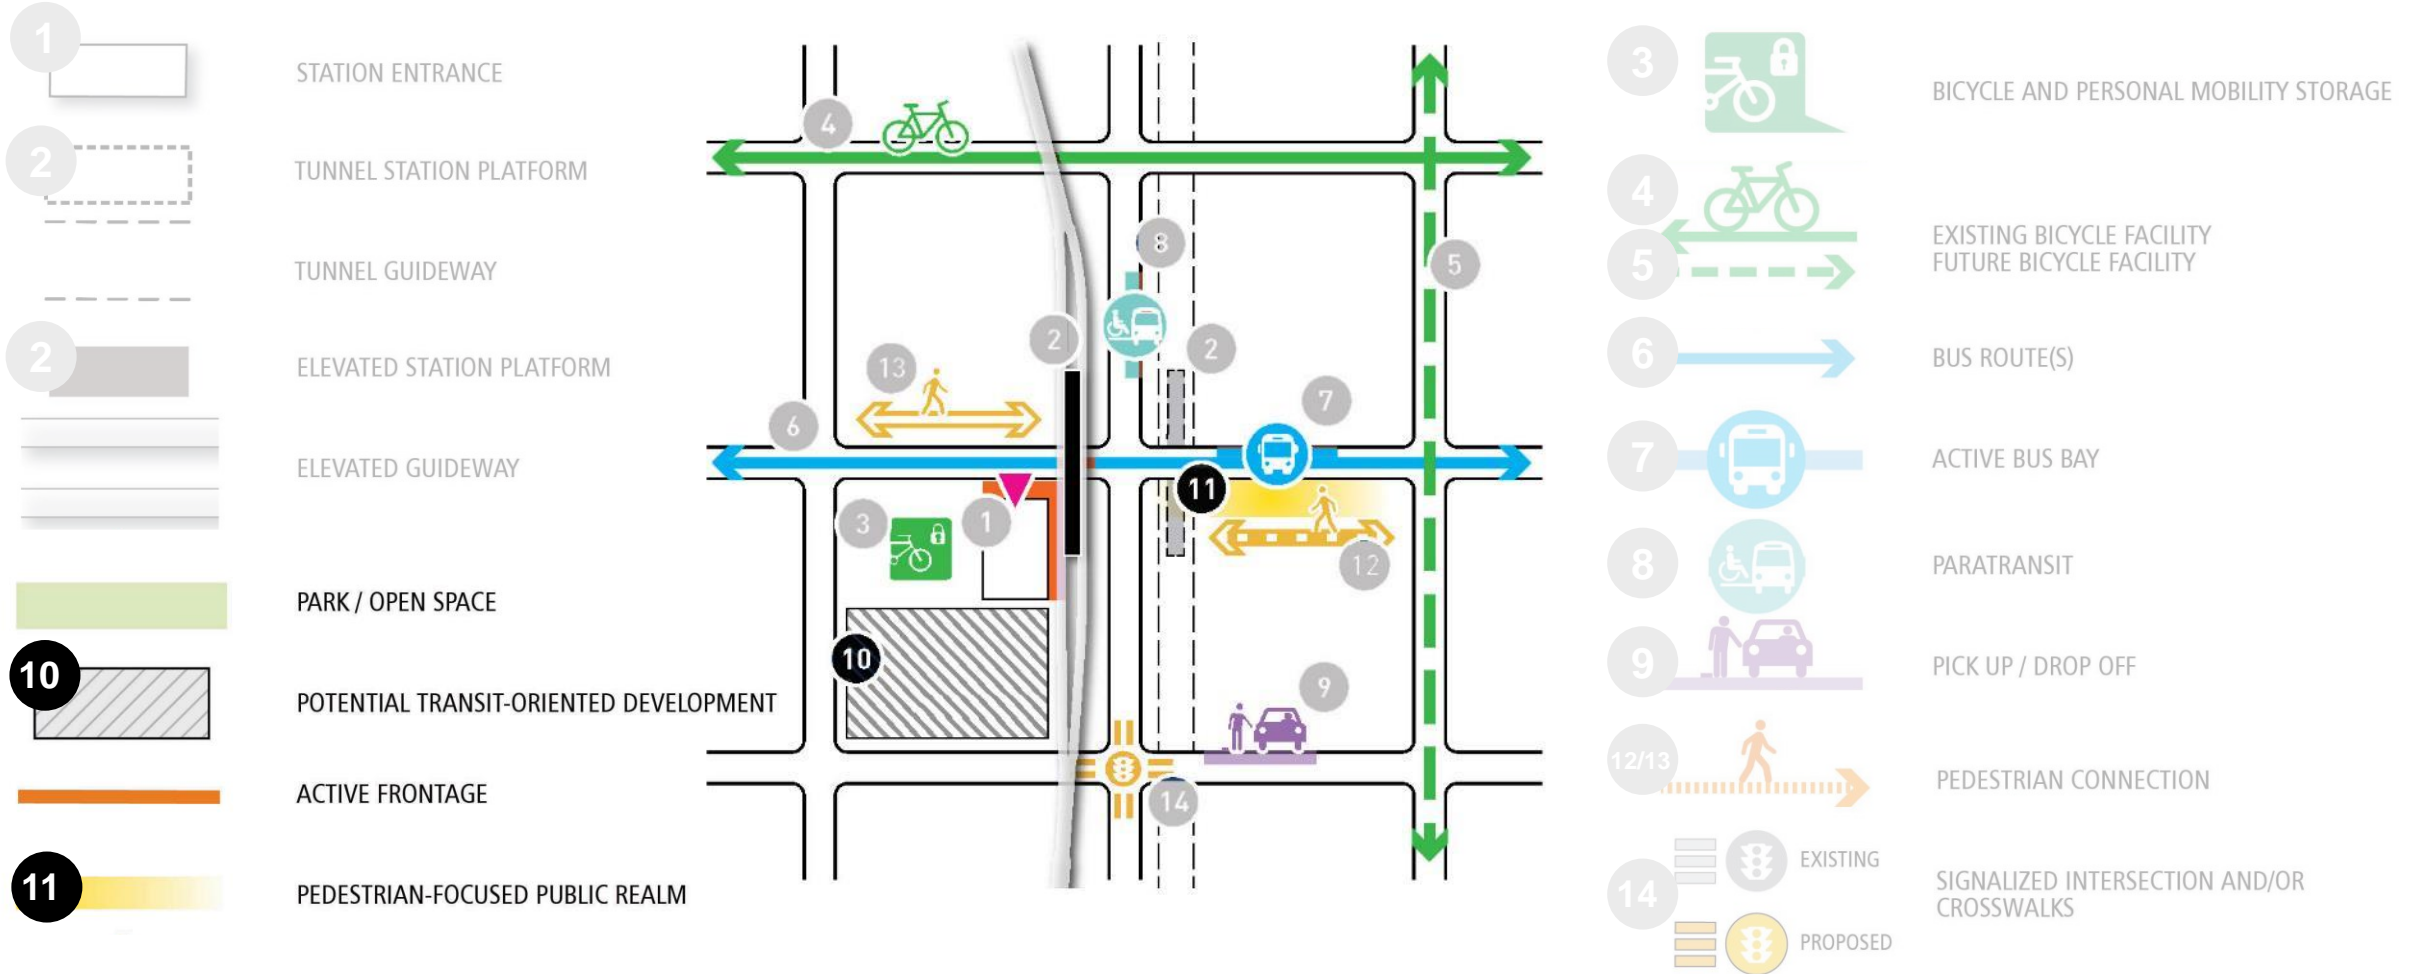 1
STATION ENTRANCE
2
TUNNEL STATION PLATFORM
TUNNEL GUIDEWAY
2
ELEVATED STATION PLATFORM
ELEVATED GUIDEWAY
PARK / OPEN SPACE
10
POTENTIAL TRANSIT-ORIENTED DEVELOPMENT
ACTIVE FRONTAGE
11
PEDESTRIAN-FOCUSED PUBLIC REALM
4
8
5
2
2
13
7
6
11
3
1
12
10
9
14
3
BICYCLE AND PERSONAL MOBILITY STORAGE
4
EXISTING BICYCLE FACILITY
5
FUTURE BICYCLE FACILITY
6
BUS ROUTE(S)
7
ACTIVE BUS BAY
8
PARATRANSIT
9
PICK UP / DROP OFF
12/13
PEDESTRIAN CONNECTION
14
EXISTING
PROPOSED
SIGNALIZED INTERSECTION AND/OR
CROSSWALKS